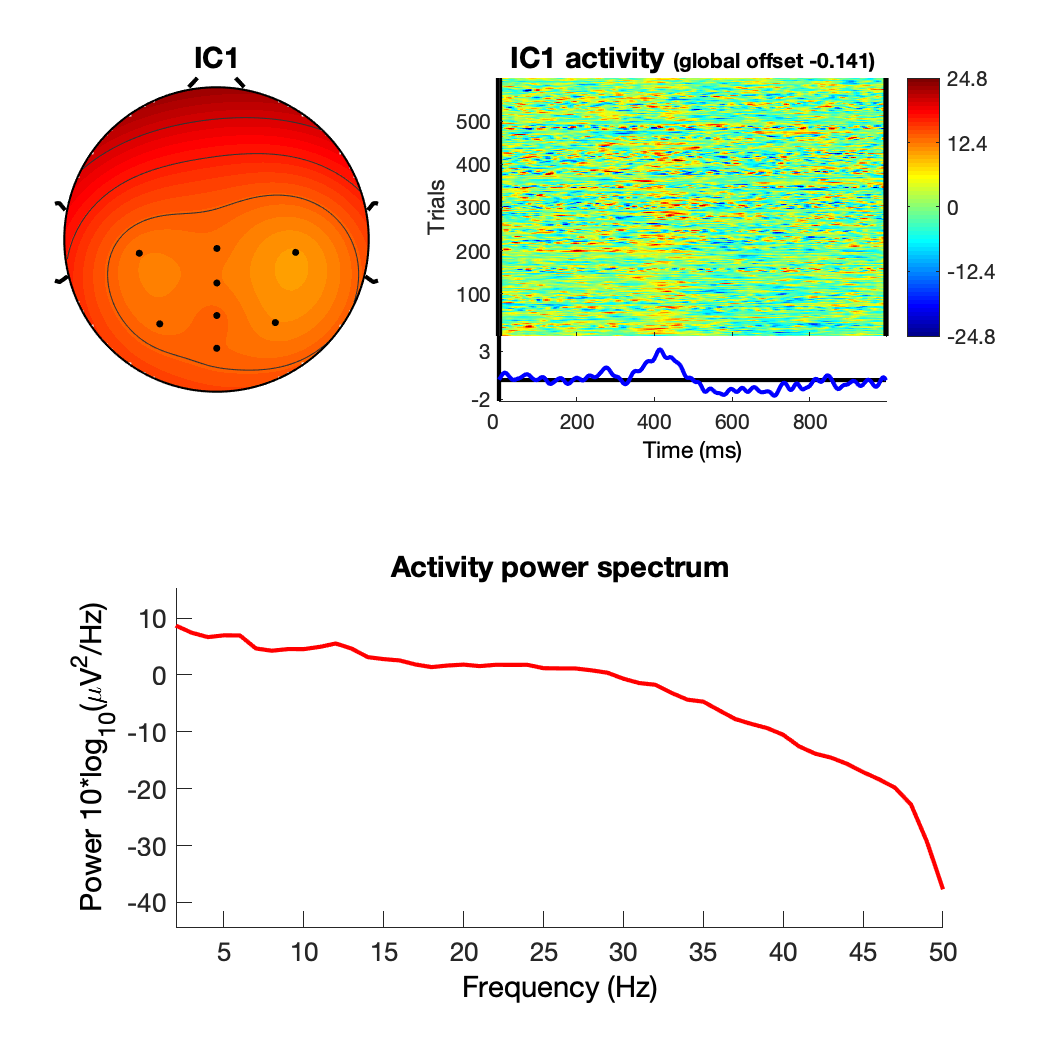 IC1
IC1 activity (global offset -0.141)
24.8
12.4
0
-12.4
-24.8
Trials
500
400
300
200
100
3
-2
0 200 400 600 800
Time (ms)
Activity power spectrum
Power 10*log10(μV2/Hz)
10
0
-10
-20
-30
-40
5 10 15 20 25 30 35 40 45 50
Frequency (Hz)